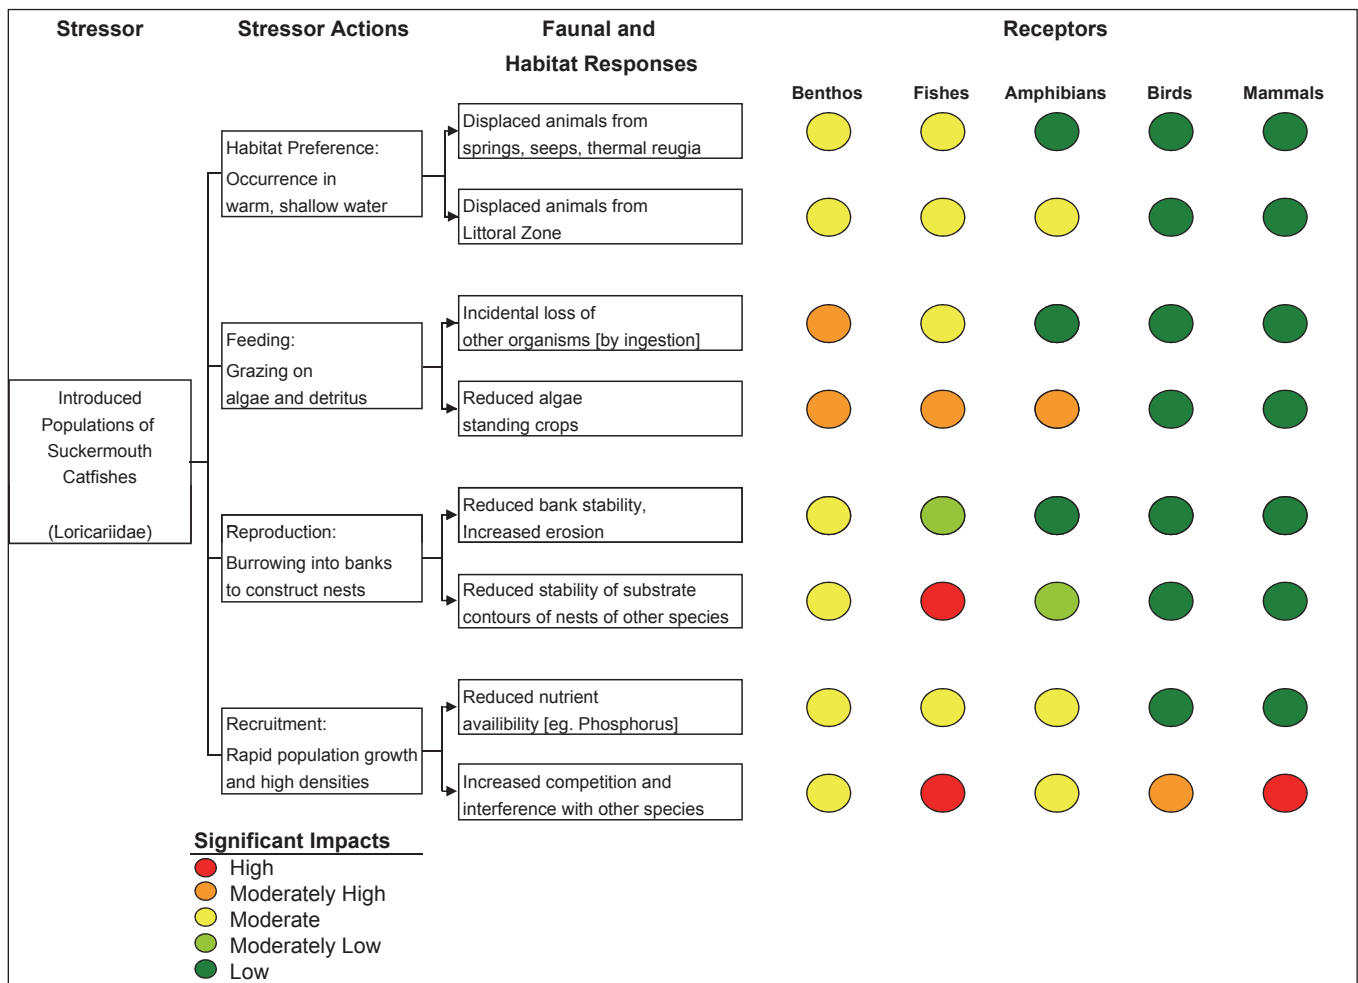 Stressor
Stressor Actions
Faunal and
Habitat Responses
Receptors
Benthos
Fishes
Amphibians
Birds
Mammals
Introduced
Populations of
Suckermouth
Catfishes
(Loricariidae)
Habitat Preference:
Occurrence in
warm, shallow water
Displaced animals from
springs, seeps, thermal reugia
Displaced animals from
Littoral Zone
Feeding:
Grazing on
algae and detritus
Incidental loss of
other organisms [by ingestion]
Reduced algae
standing crops
Reproduction:
Burrowing into banks
to construct nests
Reduced bank stability,
Increased erosion
Reduced stability of substrate
contours of nests of other species
Recruitment:
Rapid population growth
and high densities
Reduced nutrient
availibility [eg. Phosphorus]
Increased competition and
interference with other species
Significant Impacts
High
Moderately High
Moderate
Moderately Low
Low